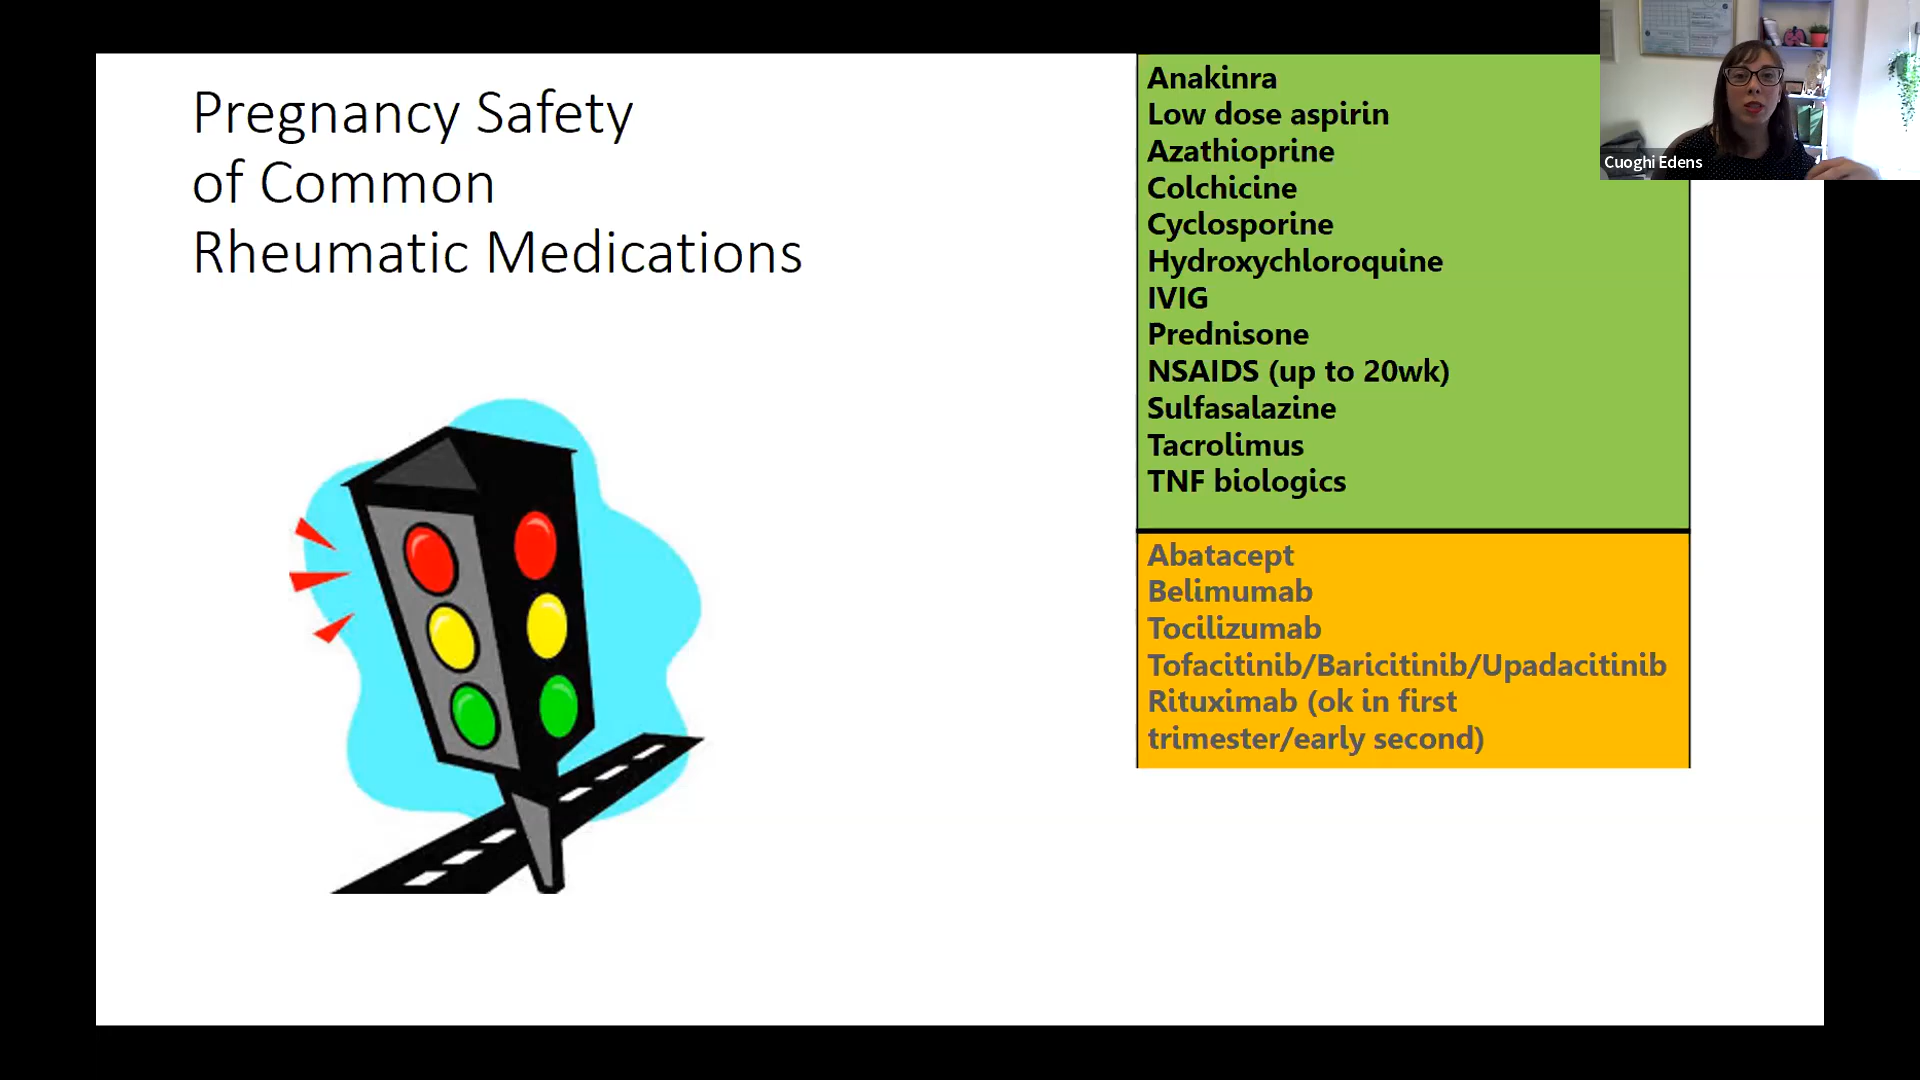 Pregnancy Safety
of Common
Rheumatic Medications
Anakinra
Low dose aspirin
Azathioprine
Colchicine
Cyclosporine
Hydroxychloroquine
IVIG
Prednisone
NSAIDS (up to 20wk)
Sulfasalazine
Tacrolimus
TNF biologics
Abatacept
Belimumab
Tocilizumab
Tofacitinib/Baricitinib/Upadacitinib
Rituximab (ok in first
trimester/early second)
Cuoghi Edens